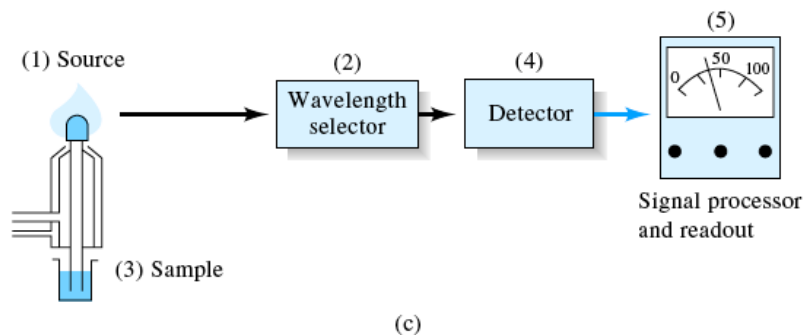 (1) Source
(2)
Wavelength
selector
(4)
Detector
(5)
0 50 100
Signal processor
and readout
(3) Sample
(c)